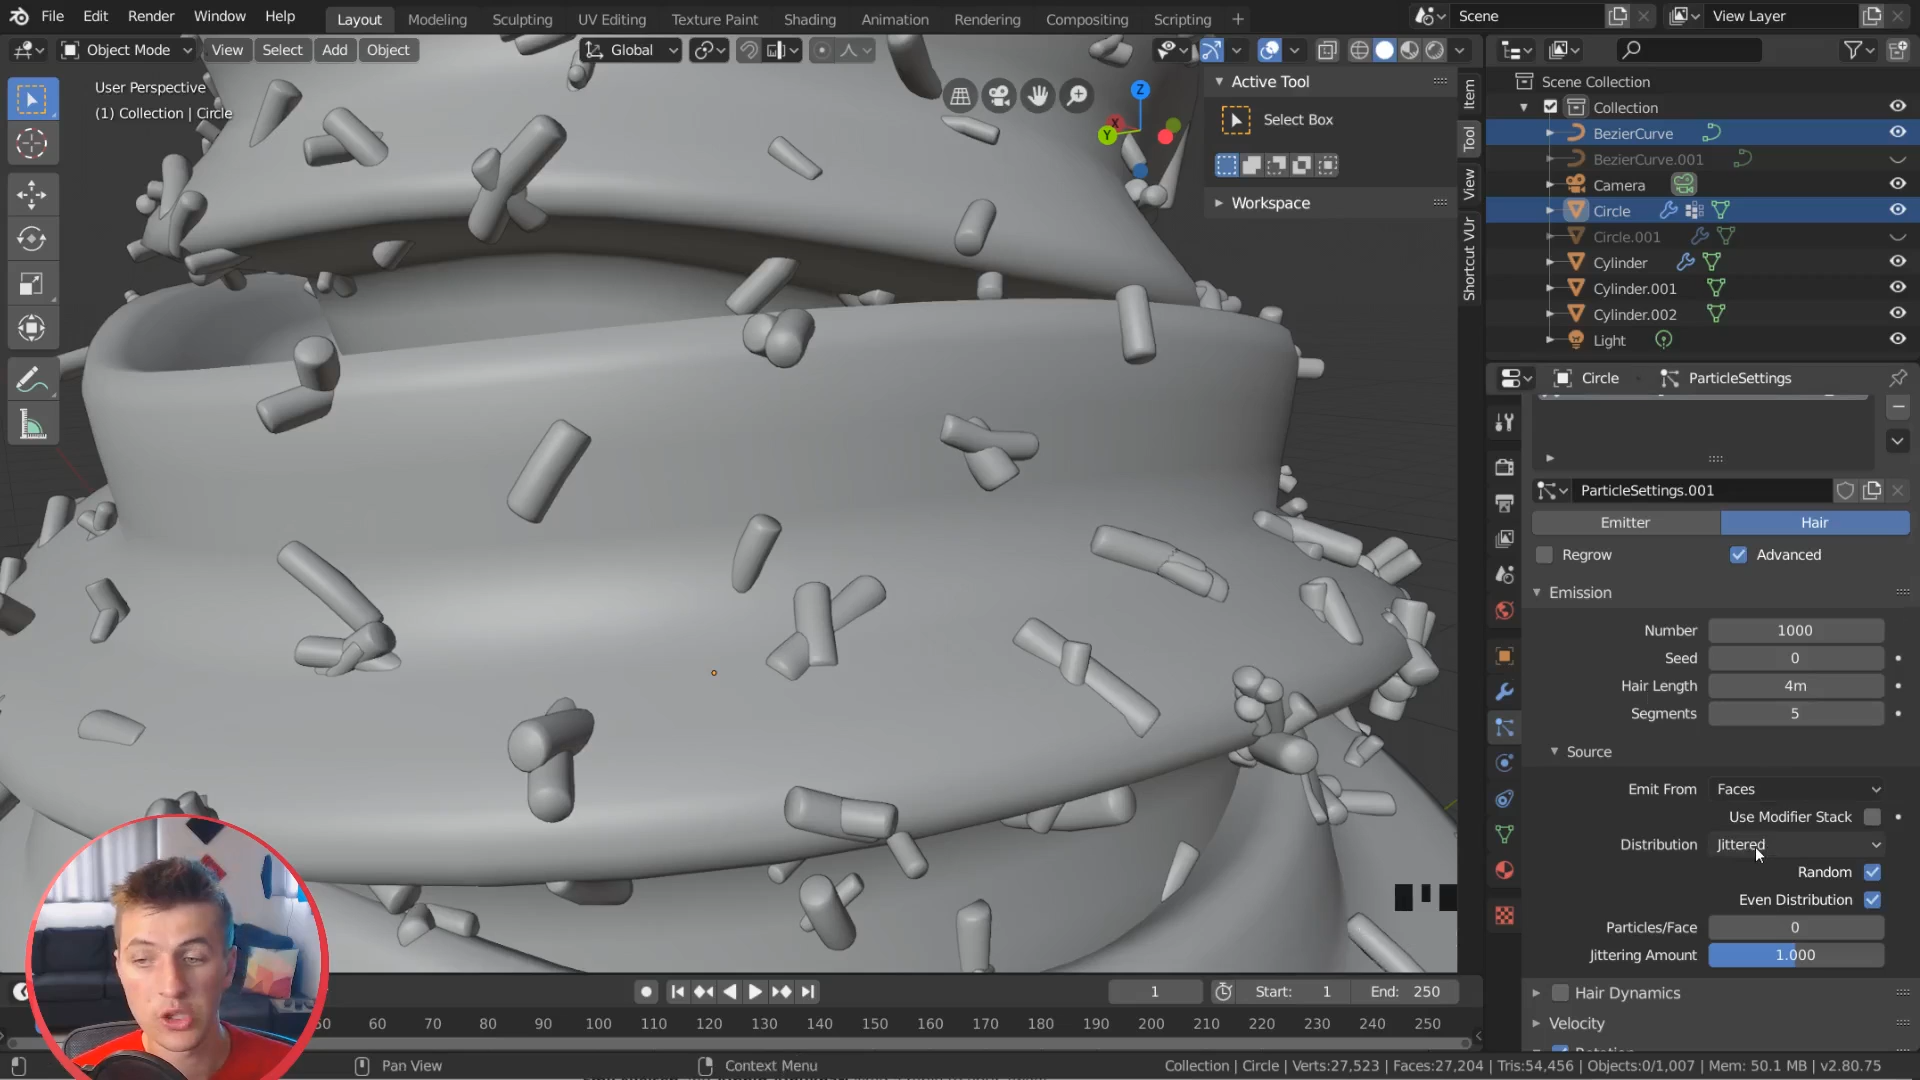 File Edit Render Window Help Layout Modeling Sculpting UV Editing Texture Paint Shading Animation Rendering Compositing Scripting + Scene View Layer
Object Mode View Select Add Object Global
User Perspective
(1) Collection | Circle
Z
X
Y
Active Tool
Select Box
Workspace
Item
Tool
View
Shortcut VUr
Scene Collection
Collection
BezierCurve
BezierCurve.001
Camera
Circle
Circle.001
Cylinder
Cylinder.001
Cylinder.002
Light
Circle ParticleSettings
ParticleSettings.001
Emitter Hair
Regrow Advanced
Emission
Number 1000
Seed 0
Hair Length 4m
Segments 5
Source
Emit From Faces
Use Modifier Stack
Distribution Jittered
Random
Even Distribution
Particles/Face 0
Jittering Amount 1.000
Hair Dynamics
Velocity
1 Start: 1 End: 250
50 60 70 80 90 100 110 120 130 140 150 160 170 180 190 200 210 220 230 240 250
Pan View Context Menu Collection | Circle | Verts:27,523 | Faces:27,204 | Tris:54,456 | Objects:0/1,007 | Mem: 50.1 MB | v2.80.75